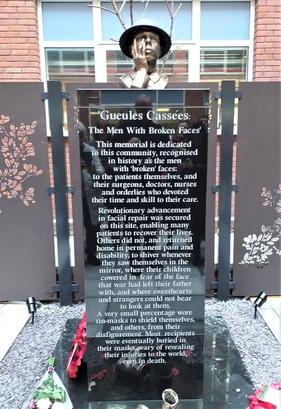 'Gueules Cassées:
The Men With Broken Faces'
This memorial is dedicated
to this community, recognised
in history as the men
with 'broken' faces:
to the patients themselves, and
their surgeons, doctors, nurses
and orderlies who devoted
their time and skill to their care.
Revolutionary advancement
in facial repair was secured
on this site, enabling many
patients to recover their lives.
Others did not, and returned
home in permanent pain and
disability, to shiver whenever
they saw themselves in the
mirror, where their children
cowered in fear of the face
that war had left their father
with, and where sweethearts
and strangers could not bear
to look at them.
A very small percentage wore
tin-masks to shield themselves,
and others, from their
disfigurement. Most recipients
were eventually buried in
their masks, wary of revealing
their injuries to the world,
even in death.